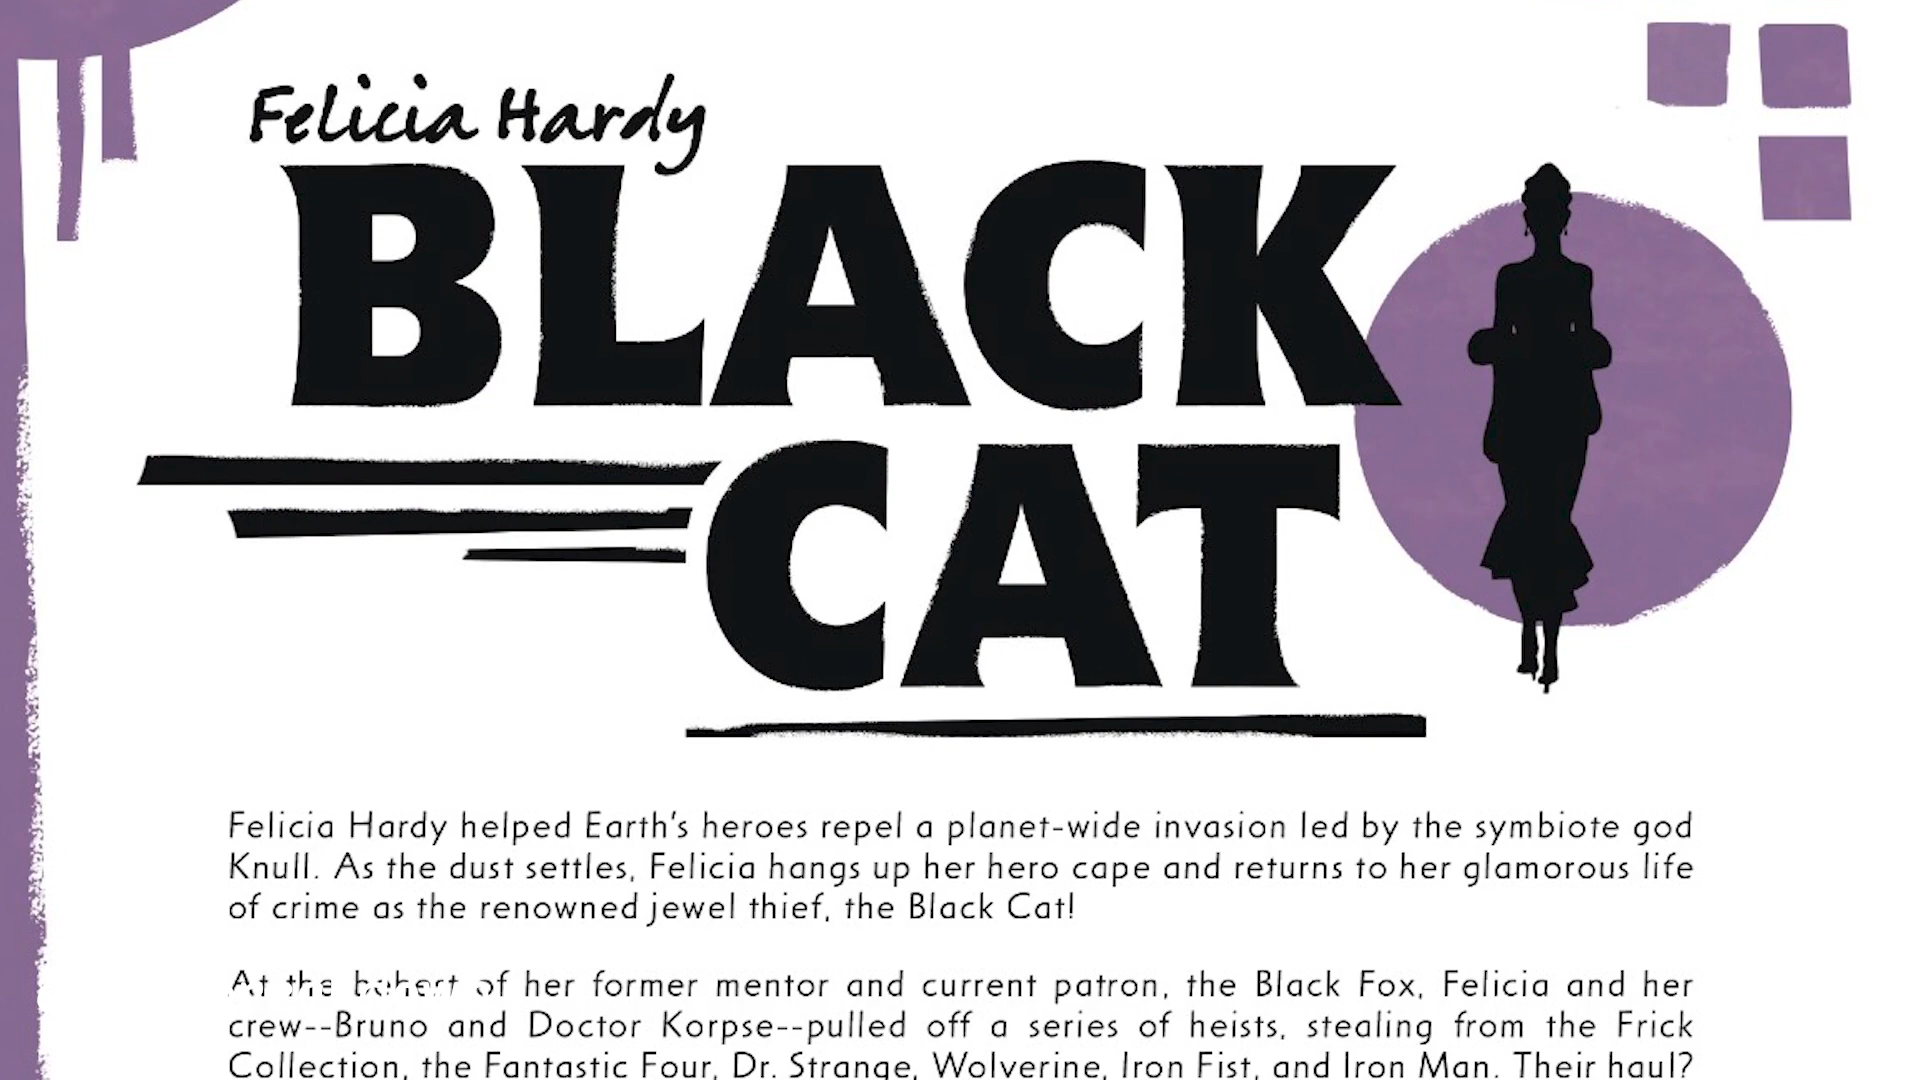 Felicia Hardy
BLACK
CAT
Felicia Hardy helped Earth's heroes repel a planet-wide invasion led by the symbiote god
Knull. As the dust settles, Felicia hangs up her hero cape and returns to her glamorous life
of crime as the renowned jewel thief, the Black Cat!
At the behest of her former mentor and current patron, the Black Fox, Felicia and her
crew--Bruno and Doctor Korpse--pulled off a series of heists, stealing from the Frick
Collection, the Fantastic Four, Dr. Strange, Wolverine, Iron Fist, and Iron Man. Their haul?